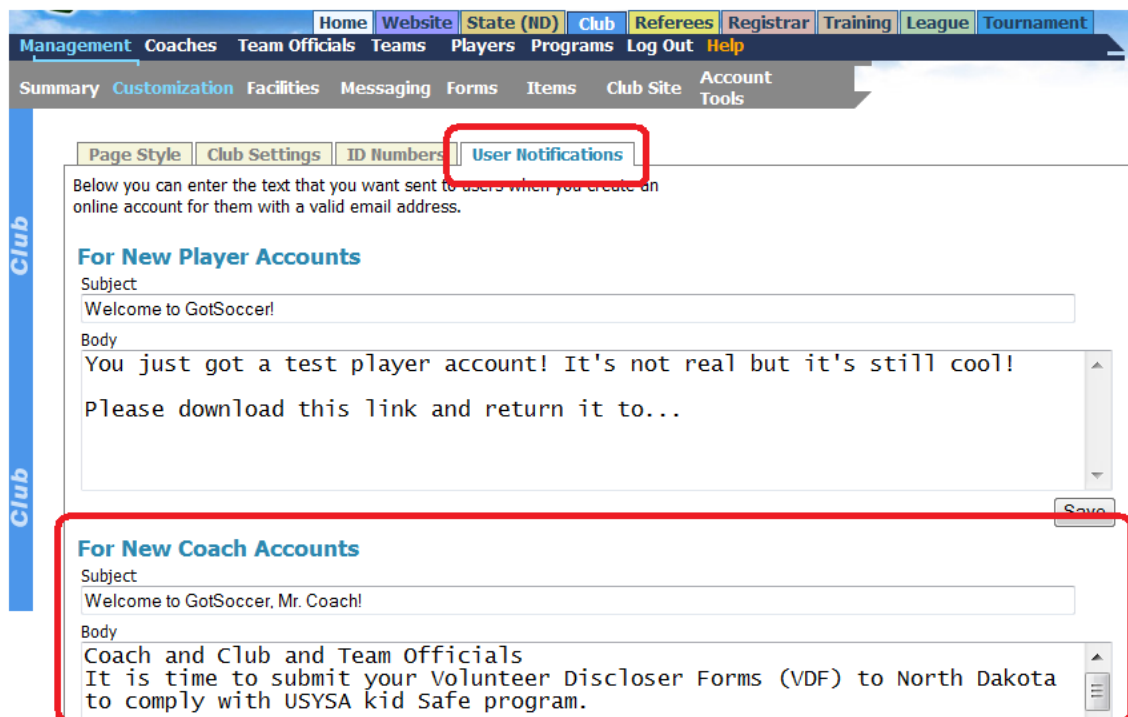 Home Website State (ND) Club Referees Registrar Training League Tournament
Management Coaches Team Officials Teams Players Programs Log Out Help
Summary Customization Facilities Messaging Forms Items Club Site Account Tools
Page Style Club Settings ID Numbers User Notifications
Below you can enter the text that you want sent to users when you create an
online account for them with a valid email address.
Club
For New Player Accounts
Subject
Welcome to GotSoccer!
Body
You just got a test player account! It's not real but it's still cool!
Please download this link and return it to...
Club
Save
For New Coach Accounts
Subject
Welcome to GotSoccer, Mr. Coach!
Body
Coach and Club and Team Officials
It is time to submit your Volunteer Discloser Forms (VDF) to North Dakota
to comply with USYSA kid Safe program.